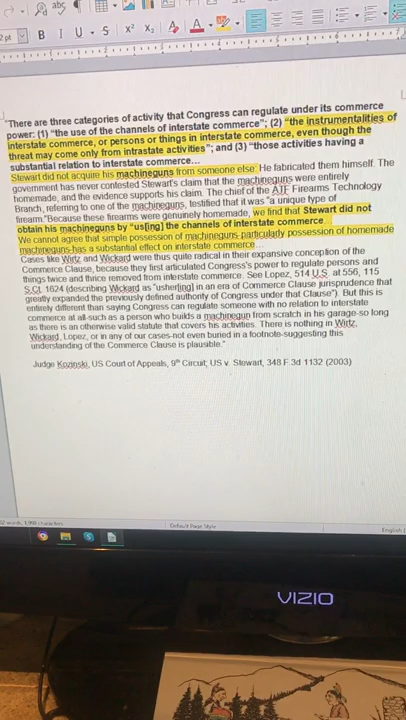 2 pt
B I U S X² X₂ A A
"There are three categories of activity that Congress can regulate under its commerce
power: (1) "the use of the channels of interstate commerce"; (2) "the instrumentalities of
interstate commerce, or persons or things in interstate commerce, even though the
threat may come only from intrastate activities"; and (3) "those activities having a
substantial relation to interstate commerce...
Stewart did not acquire his machineguns from someone else. He fabricated them himself. The
government has never contested Stewart's claim that the machineguns were entirely
homemade, and the evidence supports his claim. The chief of the ATF Firearms Technology
Branch, referring to one of the machineguns, testified that it was "a unique type of
firearm."Because these firearms were genuinely homemade, we find that Stewart did not
obtain his machineguns by "us[ing] the channels of interstate commerce...
We cannot agree that simple possession of machineguns-particularly possession of homemade
machineguns-has a substantial effect on interstate commerce...
Cases like Wirtz and Wickard were thus quite radical in their expansive conception of the
Commerce Clause, because they first articulated Congress's power to regulate persons and
things twice and thrice removed from interstate commerce. See Lopez, 514 U.S. at 556, 115
S.Ct. 1624 (describing Wickard as "usher[ing] in an era of Commerce Clause jurisprudence that
greatly expanded the previously defined authority of Congress under that Clause"). But this is
entirely different than saying Congress can regulate someone with no relation to interstate
commerce at all-such as a person who builds a machinegun from scratch in his garage-so long
as there is an otherwise valid statute that covers his activities. There is nothing in Wirtz,
Wickard, Lopez, or in any of our cases-not even buried in a footnote-suggesting this
understanding of the Commerce Clause is plausible."
Judge Kozinski, US Court of Appeals, 9th Circuit; US v. Stewart, 348 F.3d 1132 (2003)
words, characters
Default Page Style
English
VIZIO